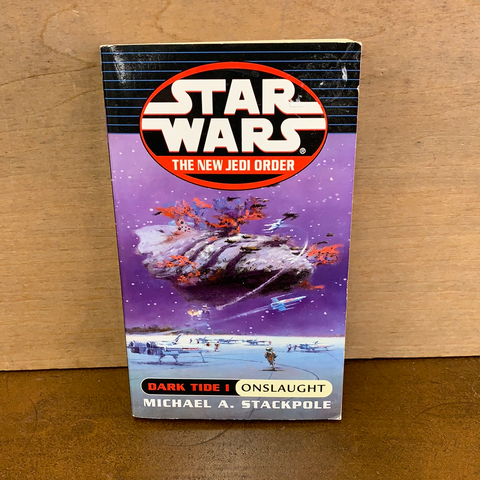 STAR
WARS®
THE NEW JEDI ORDER
DARK TIDE I ONSLAUGHT
MICHAEL A. STACKPOLE